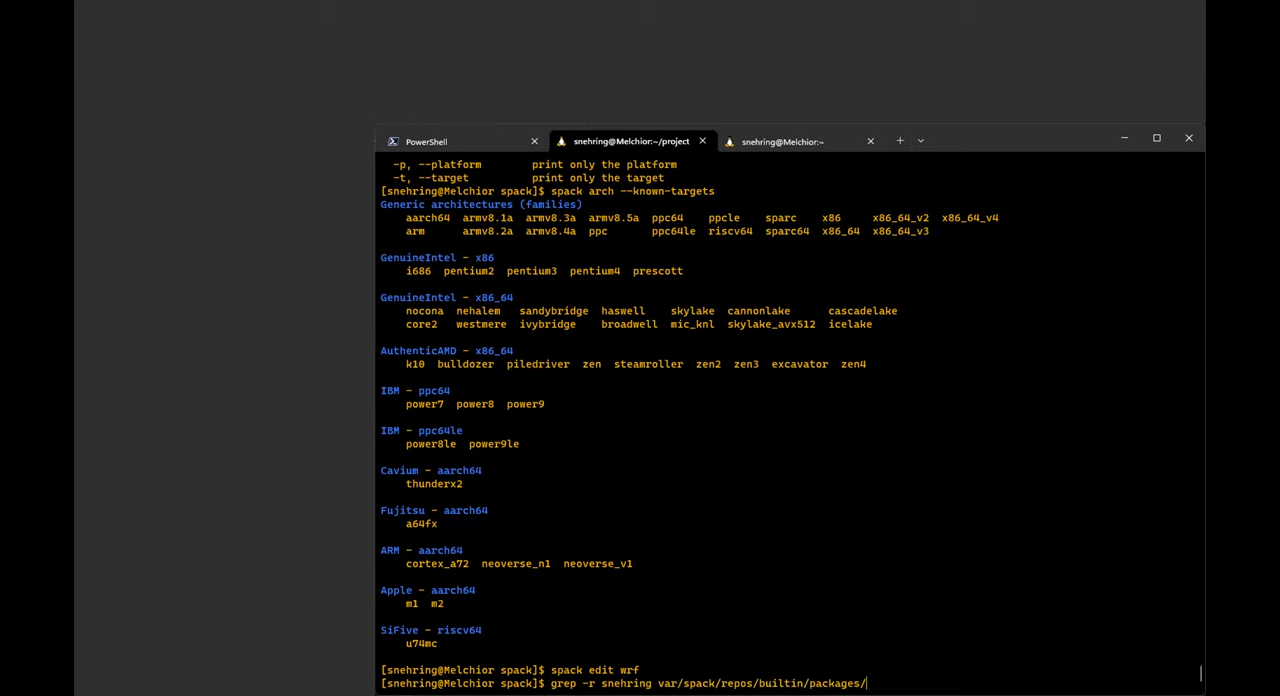 PowerShell snehring@Melchior:~/project snehring@Melchior:~
-p, --platform print only the platform
-t, --target print only the target
[snehring@Melchior spack]$ spack arch --known-targets
Generic architectures (families)
aarch64 armv8.1a armv8.3a armv8.5a ppc64 ppcle sparc x86 x86_64_v2 x86_64_v4
arm armv8.2a armv8.4a ppc ppc64le riscv64 sparc64 x86_64 x86_64_v3
GenuineIntel - x86
i686 pentium2 pentium3 pentium4 prescott
GenuineIntel - x86_64
nocona nehalem sandybridge haswell skylake cannonlake cascadelake
core2 westmere ivybridge broadwell mic_knl skylake_avx512 icelake
AuthenticAMD - x86_64
k10 bulldozer piledriver zen steamroller zen2 zen3 excavator zen4
IBM - ppc64
power7 power8 power9
IBM - ppc64le
power8le power9le
Cavium - aarch64
thunderx2
Fujitsu - aarch64
a64fx
ARM - aarch64
cortex_a72 neoverse_n1 neoverse_v1
Apple - aarch64
m1 m2
SiFive - riscv64
u74mc
[snehring@Melchior spack]$ spack edit wrf
[snehring@Melchior spack]$ grep -r snehring var/spack/repos/builtin/packages/